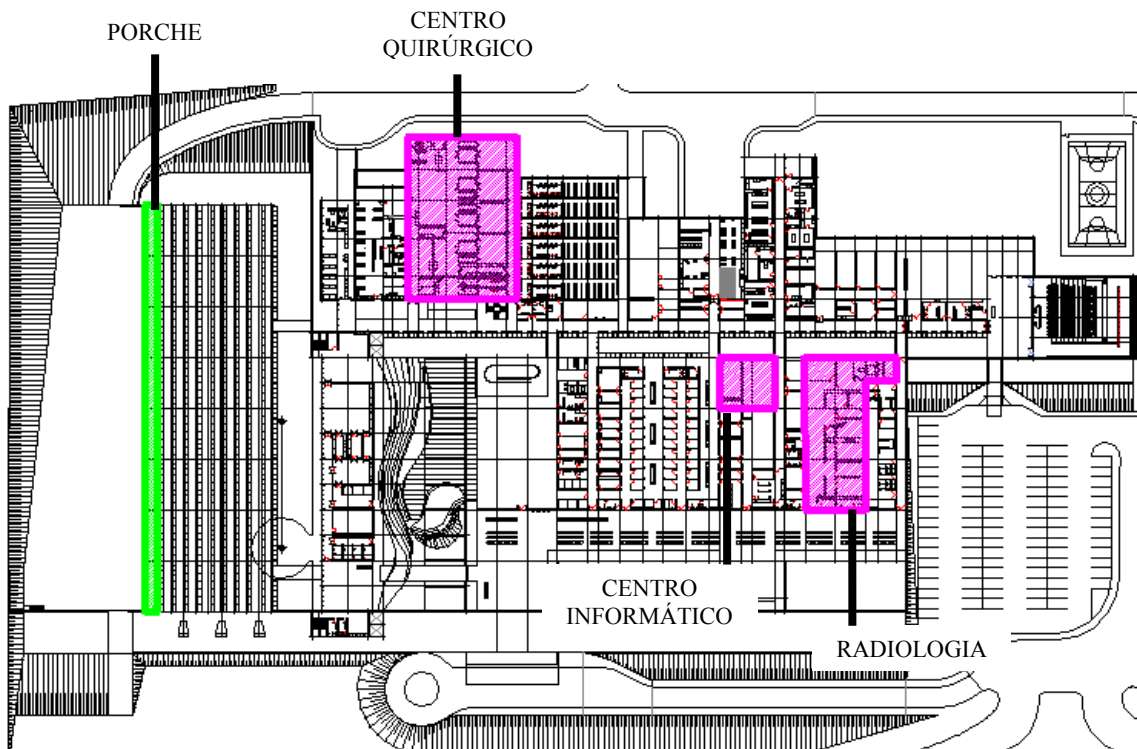 PORCHE
CENTRO
QUIRÚRGICO
CENTRO
INFORMÁTICO
RADIOLOGIA